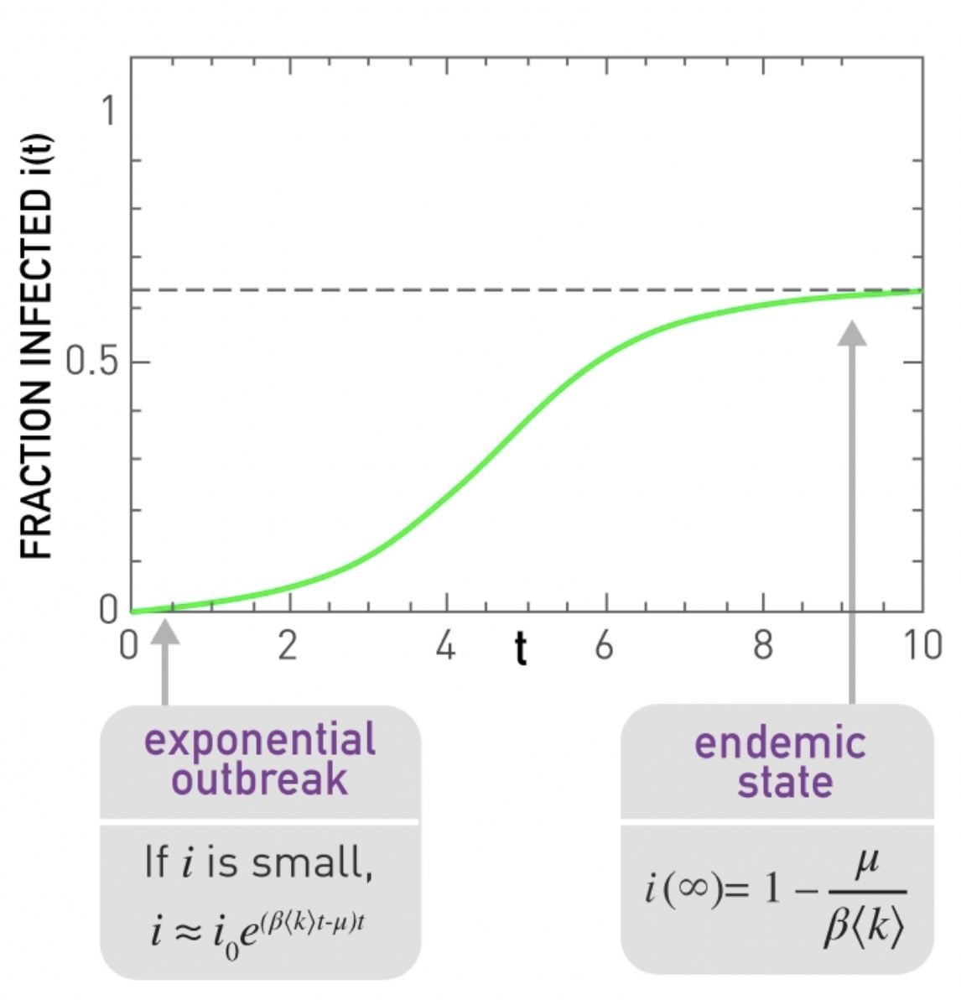 FRACTION INFECTED i(t)
1
0.5
0
0 2 4 t 6 8 10
exponential
outbreak
If i is small,
i ≈ i₀e^(β⟨k⟩t-μ)t
endemic
state
i(∞)= 1 − μ/β⟨k⟩